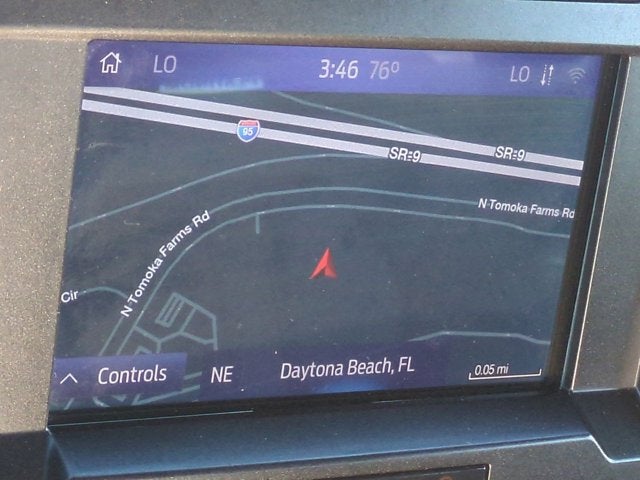 LO 3:46 76° LO
95
SR-9 SR-9
N Tomoka Farms Rd
N Tomoka Farms Rd
Cir
Controls NE Daytona Beach, FL 0.05 mi